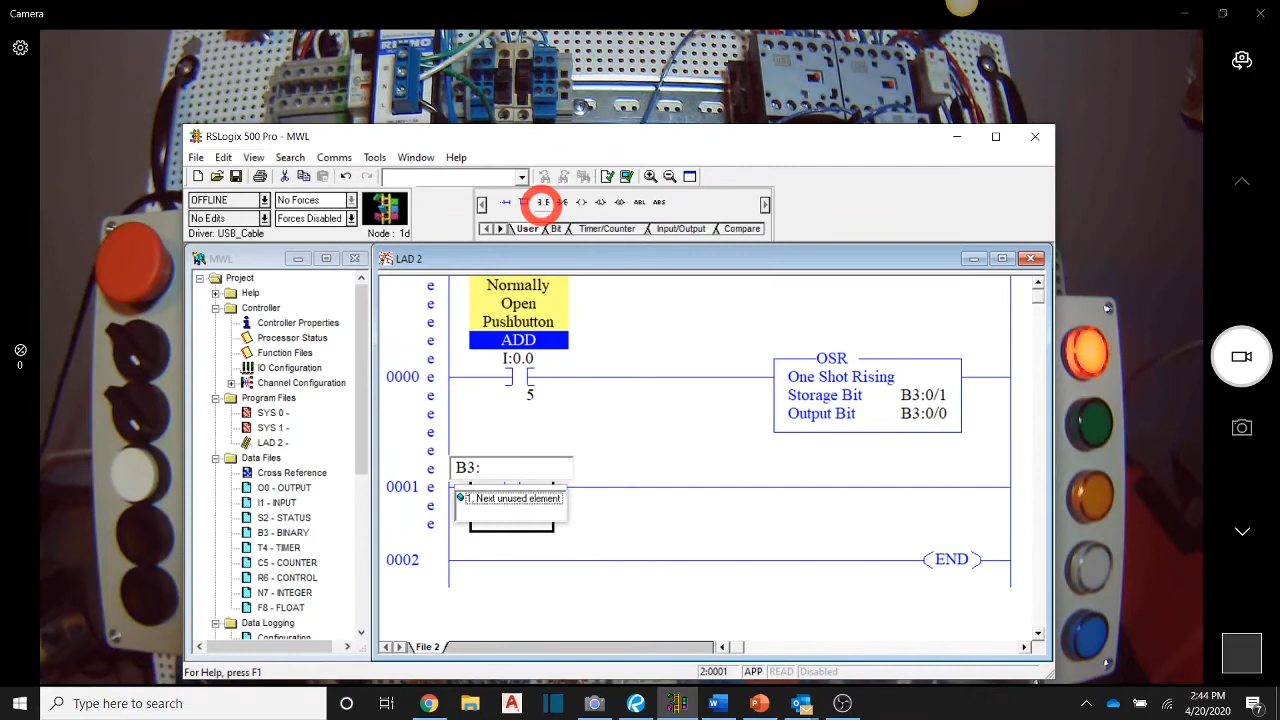 Camera
RSLogix 500 Pro - MWL
File Edit View Search Comms Tools Window Help
OFFLINE No Forces
No Edits Forces Disabled
Driver: USB_Cable Node : 1d
ABL ABS
User Bit Timer/Counter Input/Output Compare
MWL
LAD 2
Project
Help
Controller
Controller Properties
Processor Status
Function Files
IO Configuration
Channel Configuration
Program Files
SYS 0 -
SYS 1 -
LAD 2 -
Data Files
Cross Reference
O0 - OUTPUT
I1 - INPUT
S2 - STATUS
B3 - BINARY
T4 - TIMER
C5 - COUNTER
R6 - CONTROL
N7 - INTEGER
F8 - FLOAT
Data Logging
Configuration
e
e
e
e
e
0000 e
e
e
e
e
e
0001 e
e
e
0002
Normally
Open
Pushbutton
ADD
I:0.0
5
OSR
One Shot Rising
Storage Bit B3:0/1
Output Bit B3:0/0
B3:
1, Next unused element
END
File 2
For Help, press F1
2:0001 APP READ Disabled
0
Type here to search
2:44 PM
4/20/2020
7